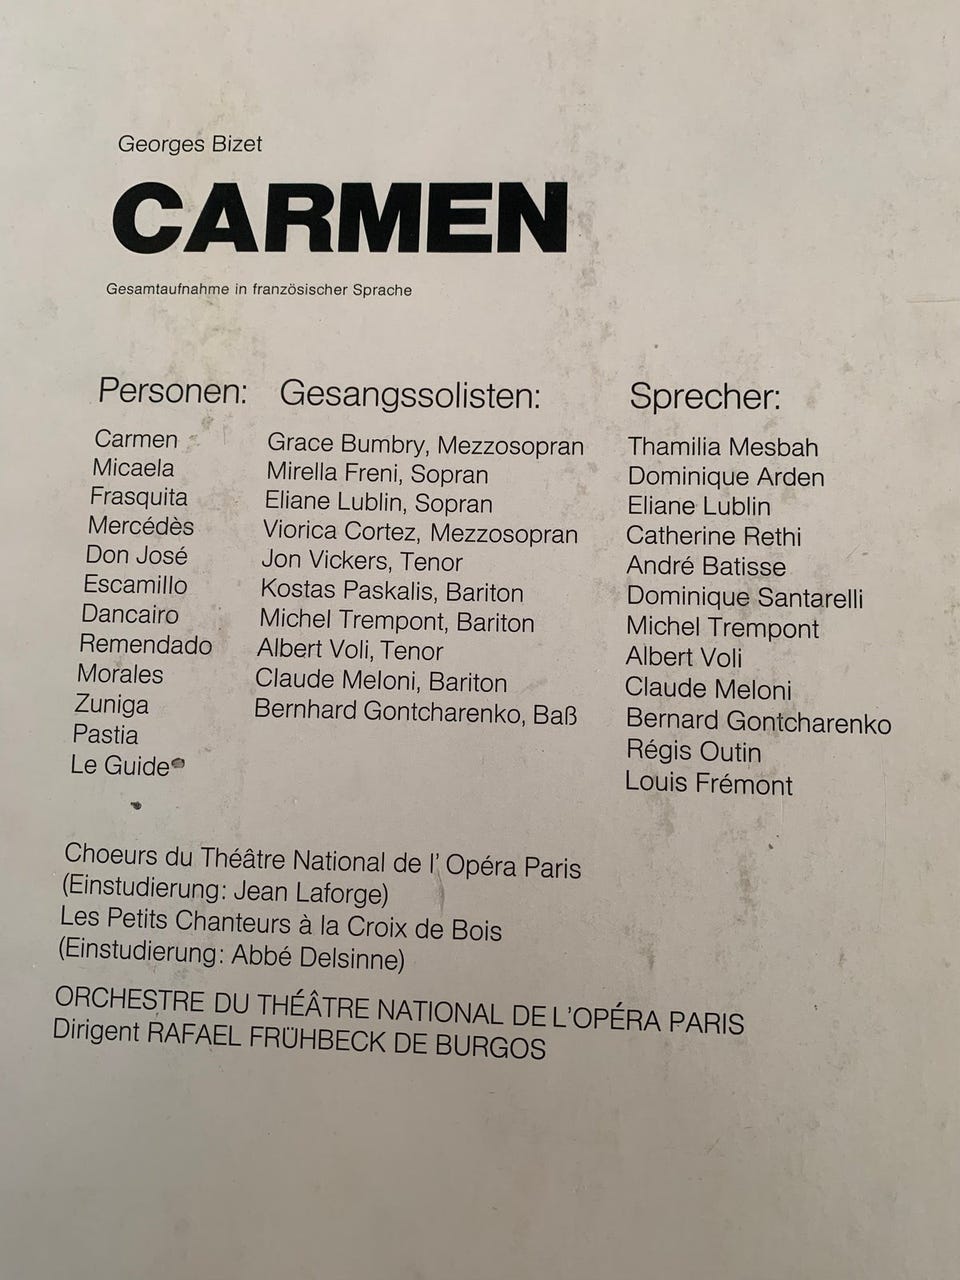 Georges Bizet
CARMEN
Gesamtaufnahme in französischer Sprache
Personen: Gesangssolisten: Sprecher:
Carmen Grace Bumbry, Mezzosopran Thamilia Mesbah
Micaela Mirella Freni, Sopran Dominique Arden
Frasquita Eliane Lublin, Sopran Eliane Lublin
Mercédès Viorica Cortez, Mezzosopran Catherine Rethi
Don José Jon Vickers, Tenor André Batisse
Escamillo Kostas Paskalis, Bariton Dominique Santarelli
Dancairo Michel Trempont, Bariton Michel Trempont
Remendado Albert Voli, Tenor Albert Voli
Morales Claude Meloni, Bariton Claude Meloni
Zuniga Bernhard Gontcharenko, Baß Bernard Gontcharenko
Pastia Régis Outin
Le Guide Louis Frémont
Choeurs du Théâtre National de l' Opéra Paris
(Einstudierung: Jean Laforge)
Les Petits Chanteurs à la Croix de Bois
(Einstudierung: Abbé Delsinne)
ORCHESTRE DU THÉÂTRE NATIONAL DE L'OPÉRA PARIS
Dirigent RAFAEL FRÜHBECK DE BURGOS